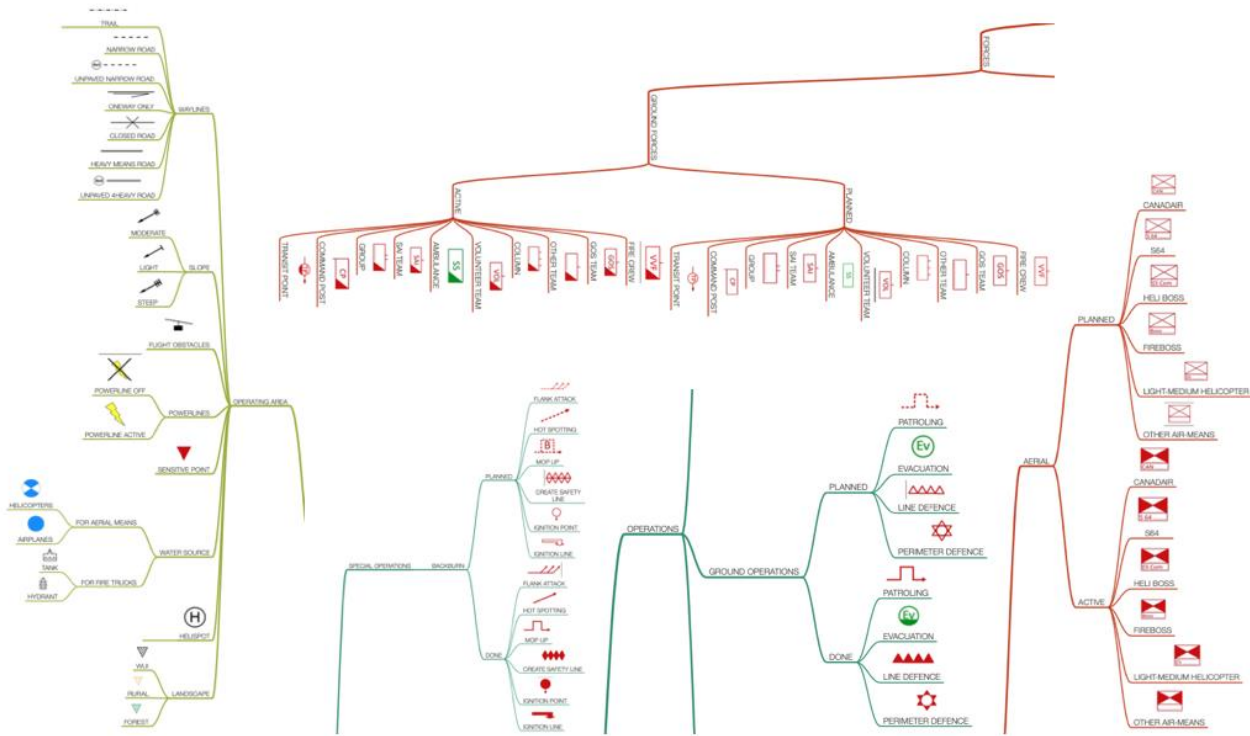 TRAIL
NARROW ROAD
UNPAVED NARROW ROAD
ONEWAY ONLY
CLOSED ROAD
HEAVY MEANS ROAD
UNPAVED 4HEAVY ROAD
WAYLINES
MODERATE
LIGHT
STEEP
SLOPE
FLIGHT OBSTACLES
POWERLINE OFF
POWERLINE ACTIVE
POWERLINES
SENSITIVE POINT
HELICOPTERS
AIRPLANES
FOR AERIAL MEANS
TANK
HYDRANT
FOR FIRE TRUCKS
WATER SOURCE
H
HELISPOT
WUI
RURAL
FOREST
LANDSCAPE
OPERATING AREA
FORCES
GROUND FORCES
ACTIVE
TRANSIT POINT
TP
COMMAND POST
CP
GROUP
SAI TEAM
SAI
AMBULANCE
SS
VOLUNTEER TEAM
VOL
COLUMN
OTHER TEAM
GOS TEAM
GOS
FIRE CREW
VVF
PLANNED
TRANSIT POINT
TP
COMMAND POST
CP
GROUP
SAI TEAM
SAI
AMBULANCE
SS
VOLUNTEER TEAM
VOL
COLUMN
OTHER TEAM
GOS TEAM
GOS
FIRE CREW
VVF
SPECIAL OPERATIONS
BACKBURN
PLANNED
FLANK ATTACK
HOT SPOTTING
B
MOP UP
CREATE SAFETY
LINE
IGNITION POINT
IGNITION LINE
DONE
FLANK ATTACK
HOT SPOTTING
MOP UP
CREATE SAFETY LINE
IGNITION POINT
IGNITION LINE
OPERATIONS
GROUND OPERATIONS
PLANNED
PATROLING
Ev
EVACUATION
LINE DEFENCE
PERIMETER DEFENCE
DONE
PATROLING
Ev
EVACUATION
LINE DEFENCE
PERIMETER DEFENCE
AERIAL
PLANNED
CANADAIR
S 64
S64
HELI BOSS
Boss
FIREBOSS
LIGHT-MEDIUM HELICOPTER
OTHER AIR-MEANS
ACTIVE
CANADAIR
S 64
S64
HELI BOSS
Boss
FIREBOSS
LIGHT-MEDIUM HELICOPTER
OTHER AIR-MEANS